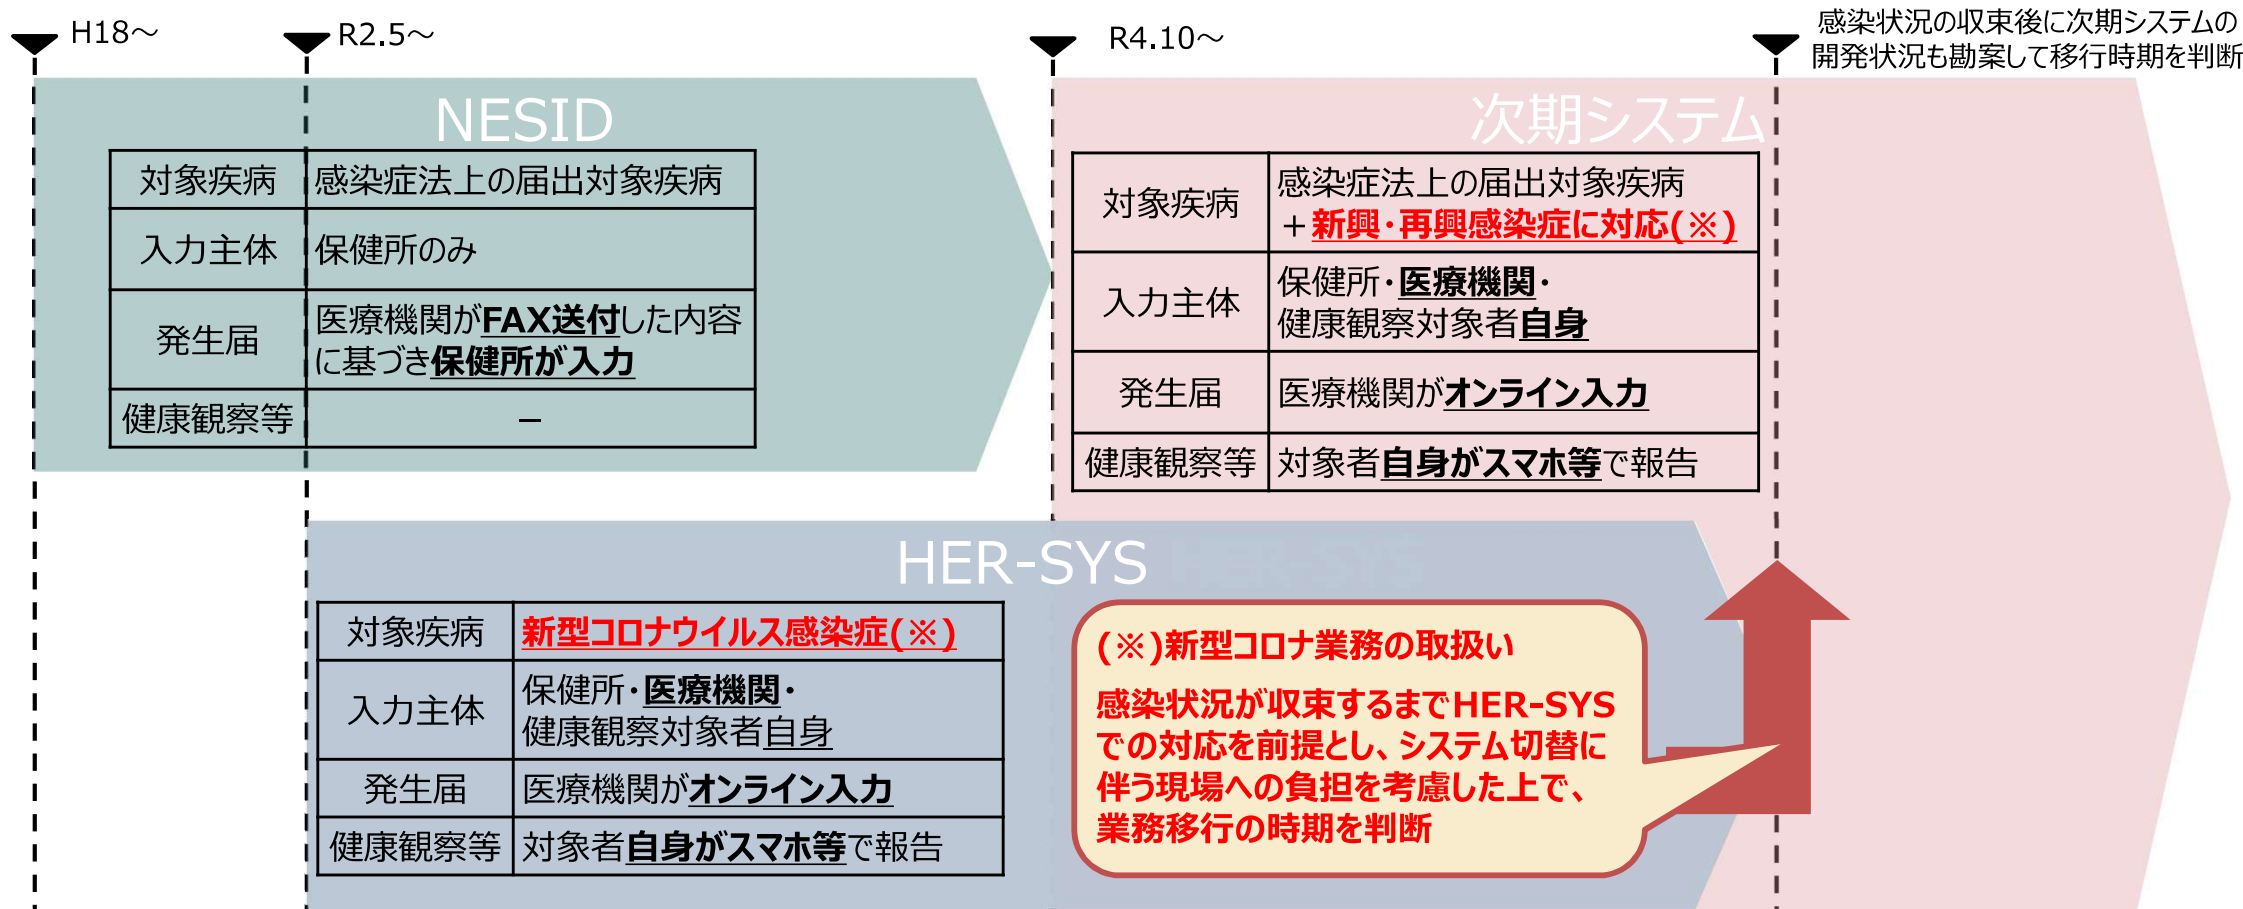 H18～
R2.5～
R4.10～
感染状況の収束後に次期システムの
開発状況も勘案して移行時期を判断
NESID
対象疾病
感染症法上の届出対象疾病
入力主体
保健所のみ
発生届
医療機関がFAX送付した内容
に基づき保健所が入力
健康観察等
－
次期システム
対象疾病
感染症法上の届出対象疾病
＋新興・再興感染症に対応(※)
入力主体
保健所・医療機関・
健康観察対象者自身
発生届
医療機関がオンライン入力
健康観察等
対象者自身がスマホ等で報告
HER-SYS
HER-SYS
対象疾病
新型コロナウイルス感染症(※)
入力主体
保健所・医療機関・
健康観察対象者自身
発生届
医療機関がオンライン入力
健康観察等
対象者自身がスマホ等で報告
(※)新型コロナ業務の取扱い
感染状況が収束するまでHER-SYS
での対応を前提とし、システム切替に
伴う現場への負担を考慮した上で、
業務移行の時期を判断